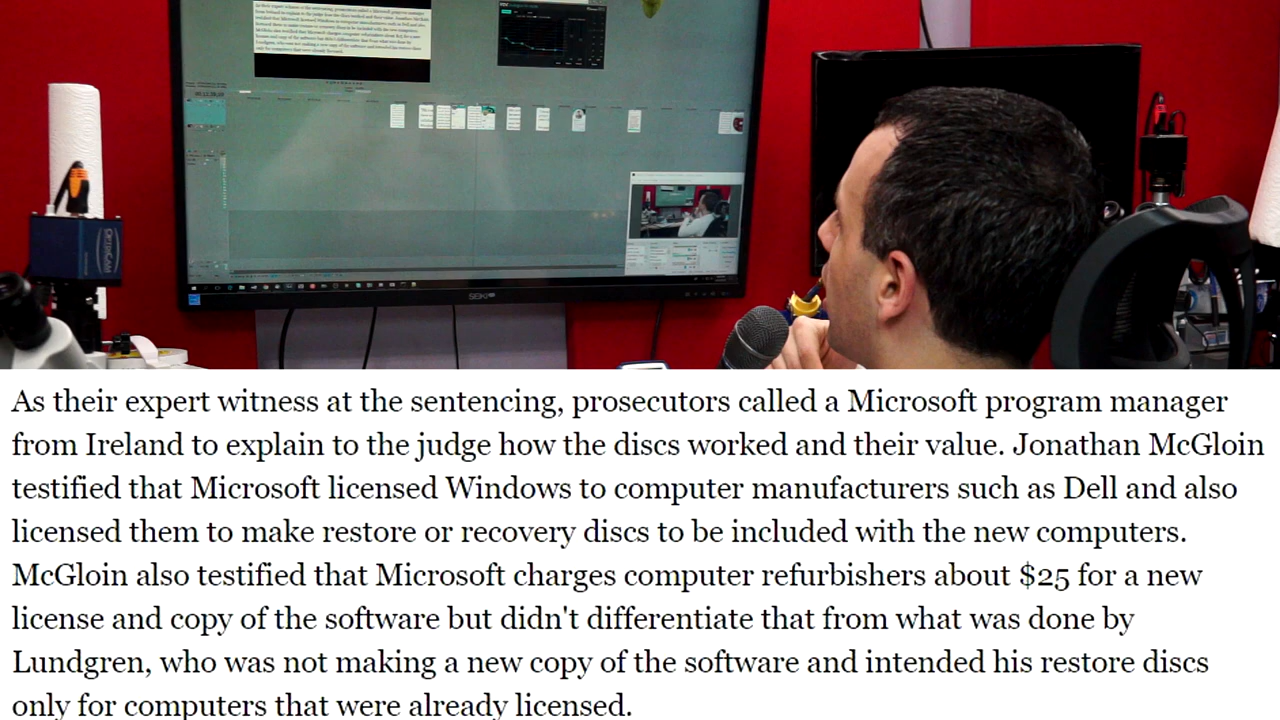 SEIKI
As their expert witness at the sentencing, prosecutors called a Microsoft program manager
from Ireland to explain to the judge how the discs worked and their value. Jonathan McGloin
testified that Microsoft licensed Windows to computer manufacturers such as Dell and also
licensed them to make restore or recovery discs to be included with the new computers.
McGloin also testified that Microsoft charges computer refurbishers about $25 for a new
license and copy of the software but didn't differentiate that from what was done by
Lundgren, who was not making a new copy of the software and intended his restore discs
only for computers that were already licensed.